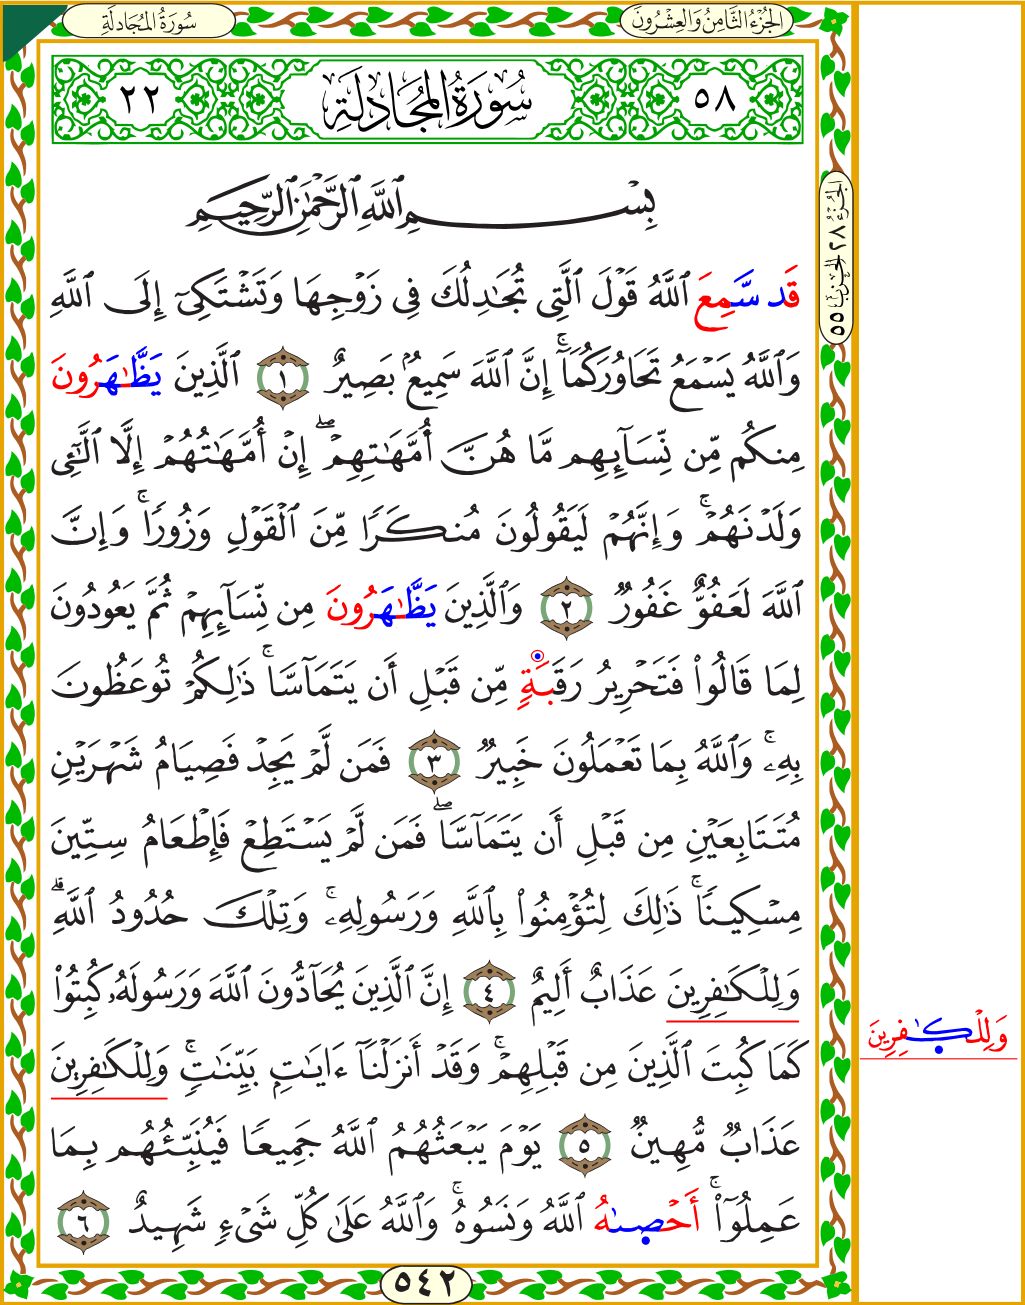 سُورَةُ المُجَادلَةِ
الجُزْءُ الثَّامِنُ وَالعِشْرُونَ
٥٨ سُورَةُ المُجَادلَةِ ٢٢
بِسْمِ ٱللَّهِ ٱلرَّحْمَٰنِ ٱلرَّحِيمِ
قَد سَّمِعَ ٱللَّهُ قَوْلَ ٱلَّتِى تُجَٰدِلُكَ فِى زَوْجِهَا وَتَشْتَكِىٓ إِلَى ٱللَّهِ
وَٱللَّهُ يَسْمَعُ تَحَاوُرَكُمَآۚ إِنَّ ٱللَّهَ سَمِيعُۢ بَصِيرٌ ١ ٱلَّذِينَ يَظَّٰهَرُونَ
مِنكُم مِّن نِّسَآئِهِم مَّا هُنَّ أُمَّهَٰتِهِمْۖ إِنْ أُمَّهَٰتُهُمْ إِلَّا ٱلَّٰٓـِٔى
وَلَدْنَهُمْۚ وَإِنَّهُمْ لَيَقُولُونَ مُنكَرًا مِّنَ ٱلْقَوْلِ وَزُورًاۚ وَإِنَّ
ٱللَّهَ لَعَفُوٌّ غَفُورٌ ٢ وَٱلَّذِينَ يَظَّٰهَرُونَ مِن نِّسَآئِهِمْ ثُمَّ يَعُودُونَ
لِمَا قَالُوا۟ فَتَحْرِيرُ رَقَبَةٍ مِّن قَبْلِ أَن يَتَمَآسَّاۚ ذَٰلِكُمْ تُوعَظُونَ
بِهِۦۚ وَٱللَّهُ بِمَا تَعْمَلُونَ خَبِيرٌ ٣ فَمَن لَّمْ يَجِدْ فَصِيَامُ شَهْرَيْنِ
مُتَتَابِعَيْنِ مِن قَبْلِ أَن يَتَمَآسَّاۖ فَمَن لَّمْ يَسْتَطِعْ فَإِطْعَامُ سِتِّينَ
مِسْكِينًاۚ ذَٰلِكَ لِتُؤْمِنُوا۟ بِٱللَّهِ وَرَسُولِهِۦۚ وَتِلْكَ حُدُودُ ٱللَّهِۗ
وَلِلْكَٰفِرِينَ عَذَابٌ أَلِيمٌ ٤ إِنَّ ٱلَّذِينَ يُحَآدُّونَ ٱللَّهَ وَرَسُولَهُۥ كُبِتُوا۟
كَمَا كُبِتَ ٱلَّذِينَ مِن قَبْلِهِمْۚ وَقَدْ أَنزَلْنَآ ءَايَٰتِۭ بَيِّنَٰتٍۚ وَلِلْكَٰفِرِينَ
عَذَابٌ مُّهِينٌ ٥ يَوْمَ يَبْعَثُهُمُ ٱللَّهُ جَمِيعًا فَيُنَبِّئُهُم بِمَا
عَمِلُوٓا۟ۚ أَحْصىٰهُ ٱللَّهُ وَنَسُوهُۚ وَٱللَّهُ عَلَىٰ كُلِّ شَىْءٍ شَهِيدٌ ٦
٥٤٢
الجُزْءُ ٢٨ الحِزْبُ ٥٥
وَلِلْكٰفِرِينَ